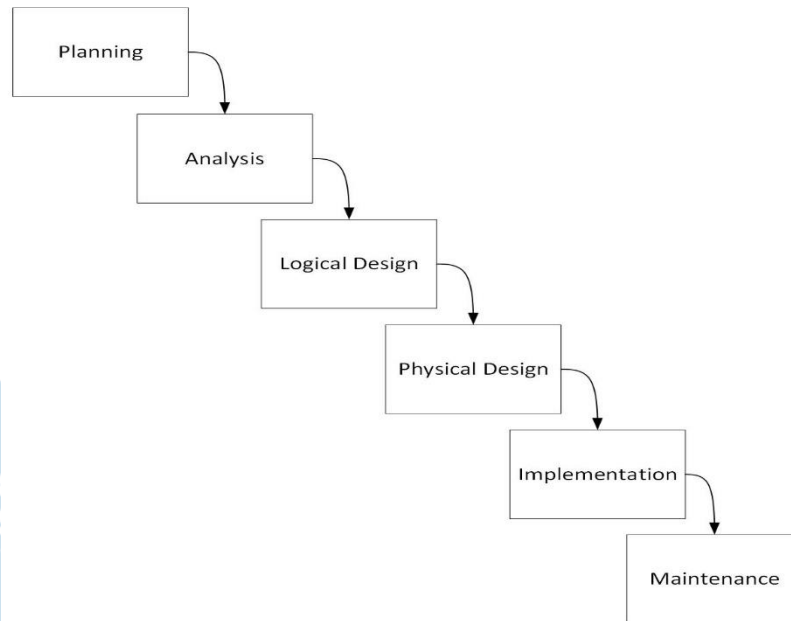 Planning
Analysis
Logical Design
Physical Design
Implementation
Maintenance